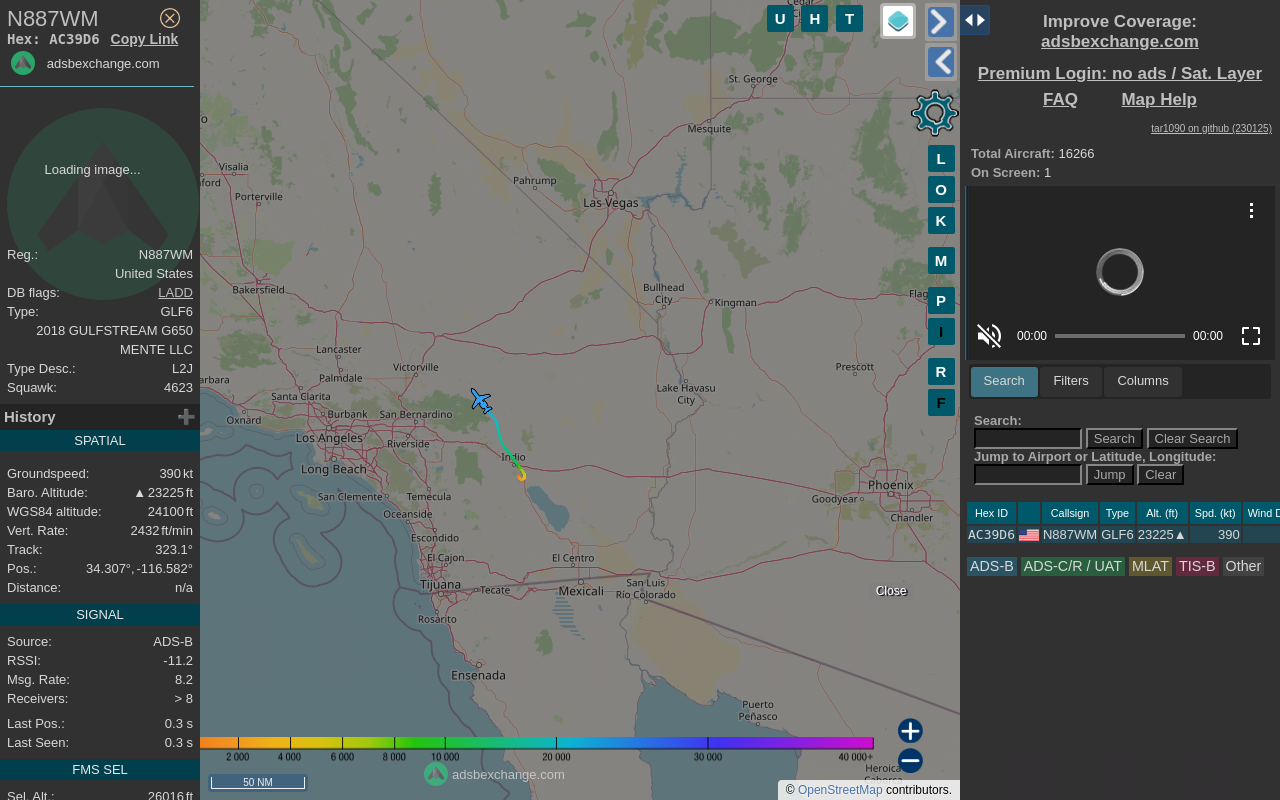 N887WM
Hex: AC39D6 Copy Link
adsbexchange.com
Loading image...
Reg.: N887WM
United States
DB flags: LADD
Type: GLF6
2018 GULFSTREAM G650
MENTE LLC
Type Desc.: L2J
Squawk: 4623
History
SPATIAL
Groundspeed: 390 kt
Baro. Altitude: ▲ 23225 ft
WGS84 altitude: 24100 ft
Vert. Rate: 2432 ft/min
Track: 323.1°
Pos.: 34.307°, -116.582°
Distance: n/a
SIGNAL
Source: ADS-B
RSSI: -11.2
Msg. Rate: 8.2
Receivers: > 8
Last Pos.: 0.3 s
Last Seen: 0.3 s
FMS SEL
Sel. Alt.: 26016 ft
U H T
L
O
K
M
P
I
R
F
St. George
Mesquite
Visalia
Porterville
Pahrump
Las Vegas
Bakersfield
Bullhead
City
Kingman
Lancaster
Palmdale
Victorville
Prescott
Santa Clarita
Lake Havasu
City
Oxnard
Burbank
San Bernardino
Los Angeles
Riverside
Long Beach
Indio
San Clemente
Temecula
Phoenix
Goodyear
Chandler
Oceanside
Escondido
El Cajon
El Centro
Tijuana
Tecate
Mexicali
San Luis
Río Colorado
Rosarito
Ensenada
Puerto
Peñasco
Heroica
Close
2 000 4 000 6 000 8 000 10 000 20 000 30 000 40 000+
50 NM
adsbexchange.com
© OpenStreetMap contributors.
Improve Coverage:
adsbexchange.com
Premium Login: no ads / Sat. Layer
FAQ Map Help
tar1090 on github (230125)
Total Aircraft: 16266
On Screen: 1
00:00 00:00
Search Filters Columns
Search:
Search Clear Search
Jump to Airport or Latitude, Longitude:
Jump Clear
Hex ID Callsign Type Alt. (ft) Spd. (kt) Wind D
AC39D6 N887WM GLF6 23225▲ 390
ADS-B ADS-C/R / UAT MLAT TIS-B Other